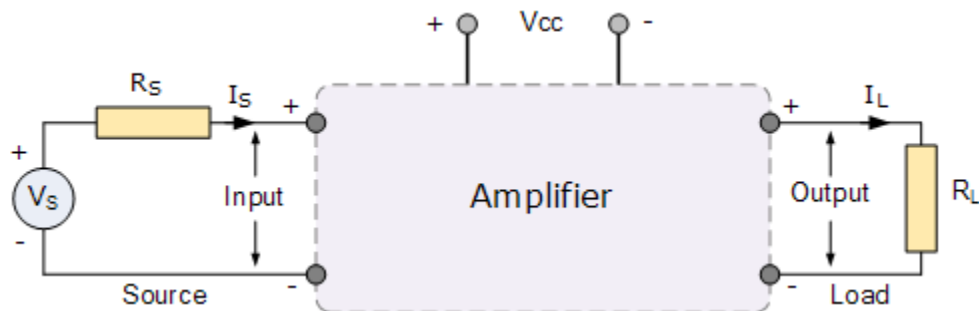 + Vcc -
RS
IS
+
+
IL
+
VS
-
Input
Amplifier
Output
RL
-
-
Source
Load